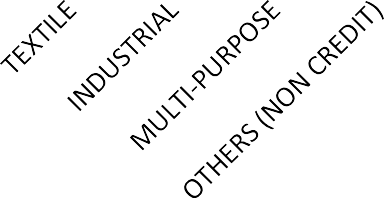 TEXTILE
INDUSTRIAL
MULTI-PURPOSE
OTHERS (NON CREDIT)